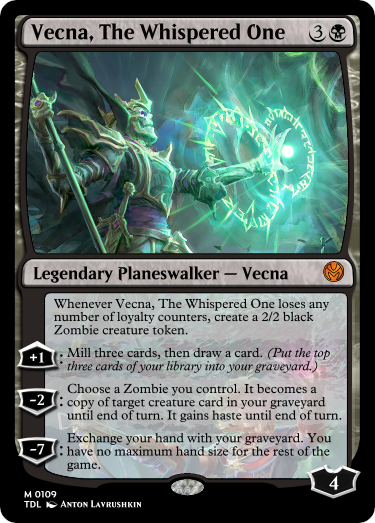 Vecna, The Whispered One 3
Legendary Planeswalker — Vecna
Whenever Vecna, The Whispered One loses any
number of loyalty counters, create a 2/2 black
Zombie creature token.
+1: Mill three cards, then draw a card. (Put the top
three cards of your library into your graveyard.)
-2: Choose a Zombie you control. It becomes a
copy of target creature card in your graveyard
until end of turn. It gains haste until end of turn.
-7: Exchange your hand with your graveyard. You
have no maximum hand size for the rest of the
game.
4
M 0109
TDL Anton Lavrushkin